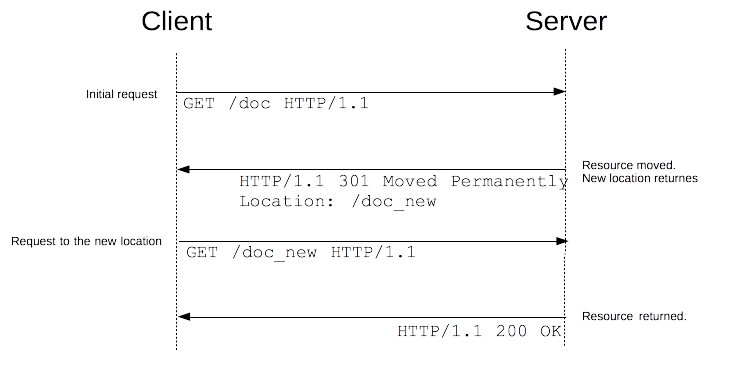 Client
Server
Initial request
GET /doc HTTP/1.1
Resource moved.
New location returnes
HTTP/1.1 301 Moved Permanently
Location: /doc_new
Request to the new location
GET /doc_new HTTP/1.1
Resource returned.
HTTP/1.1 200 OK